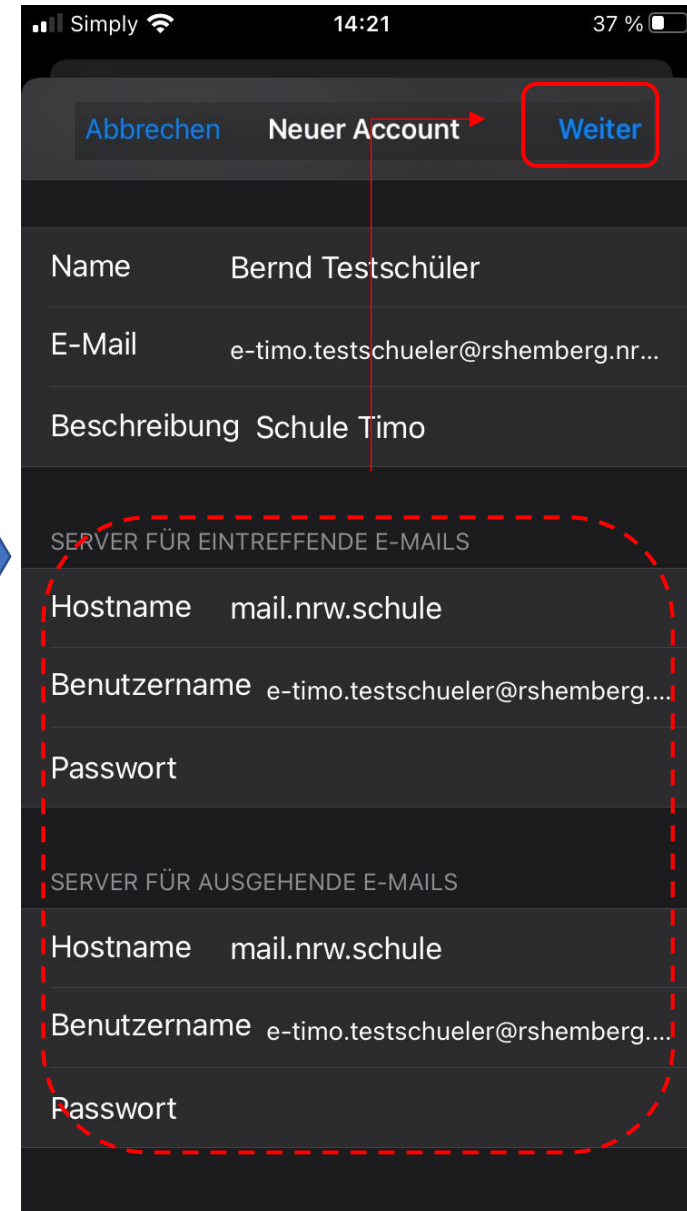 Simply 14:21 37 %
Abbrechen Neuer Account Weiter
Name Bernd Testschüler
E-Mail e-timo.testschueler@rshemberg.nr...
Beschreibung Schule Timo
SERVER FÜR EINTREFFENDE E-MAILS
Hostname mail.nrw.schule
Benutzername e-timo.testschueler@rshemberg....
Passwort
SERVER FÜR AUSGEHENDE E-MAILS
Hostname mail.nrw.schule
Benutzername e-timo.testschueler@rshemberg....
Passwort